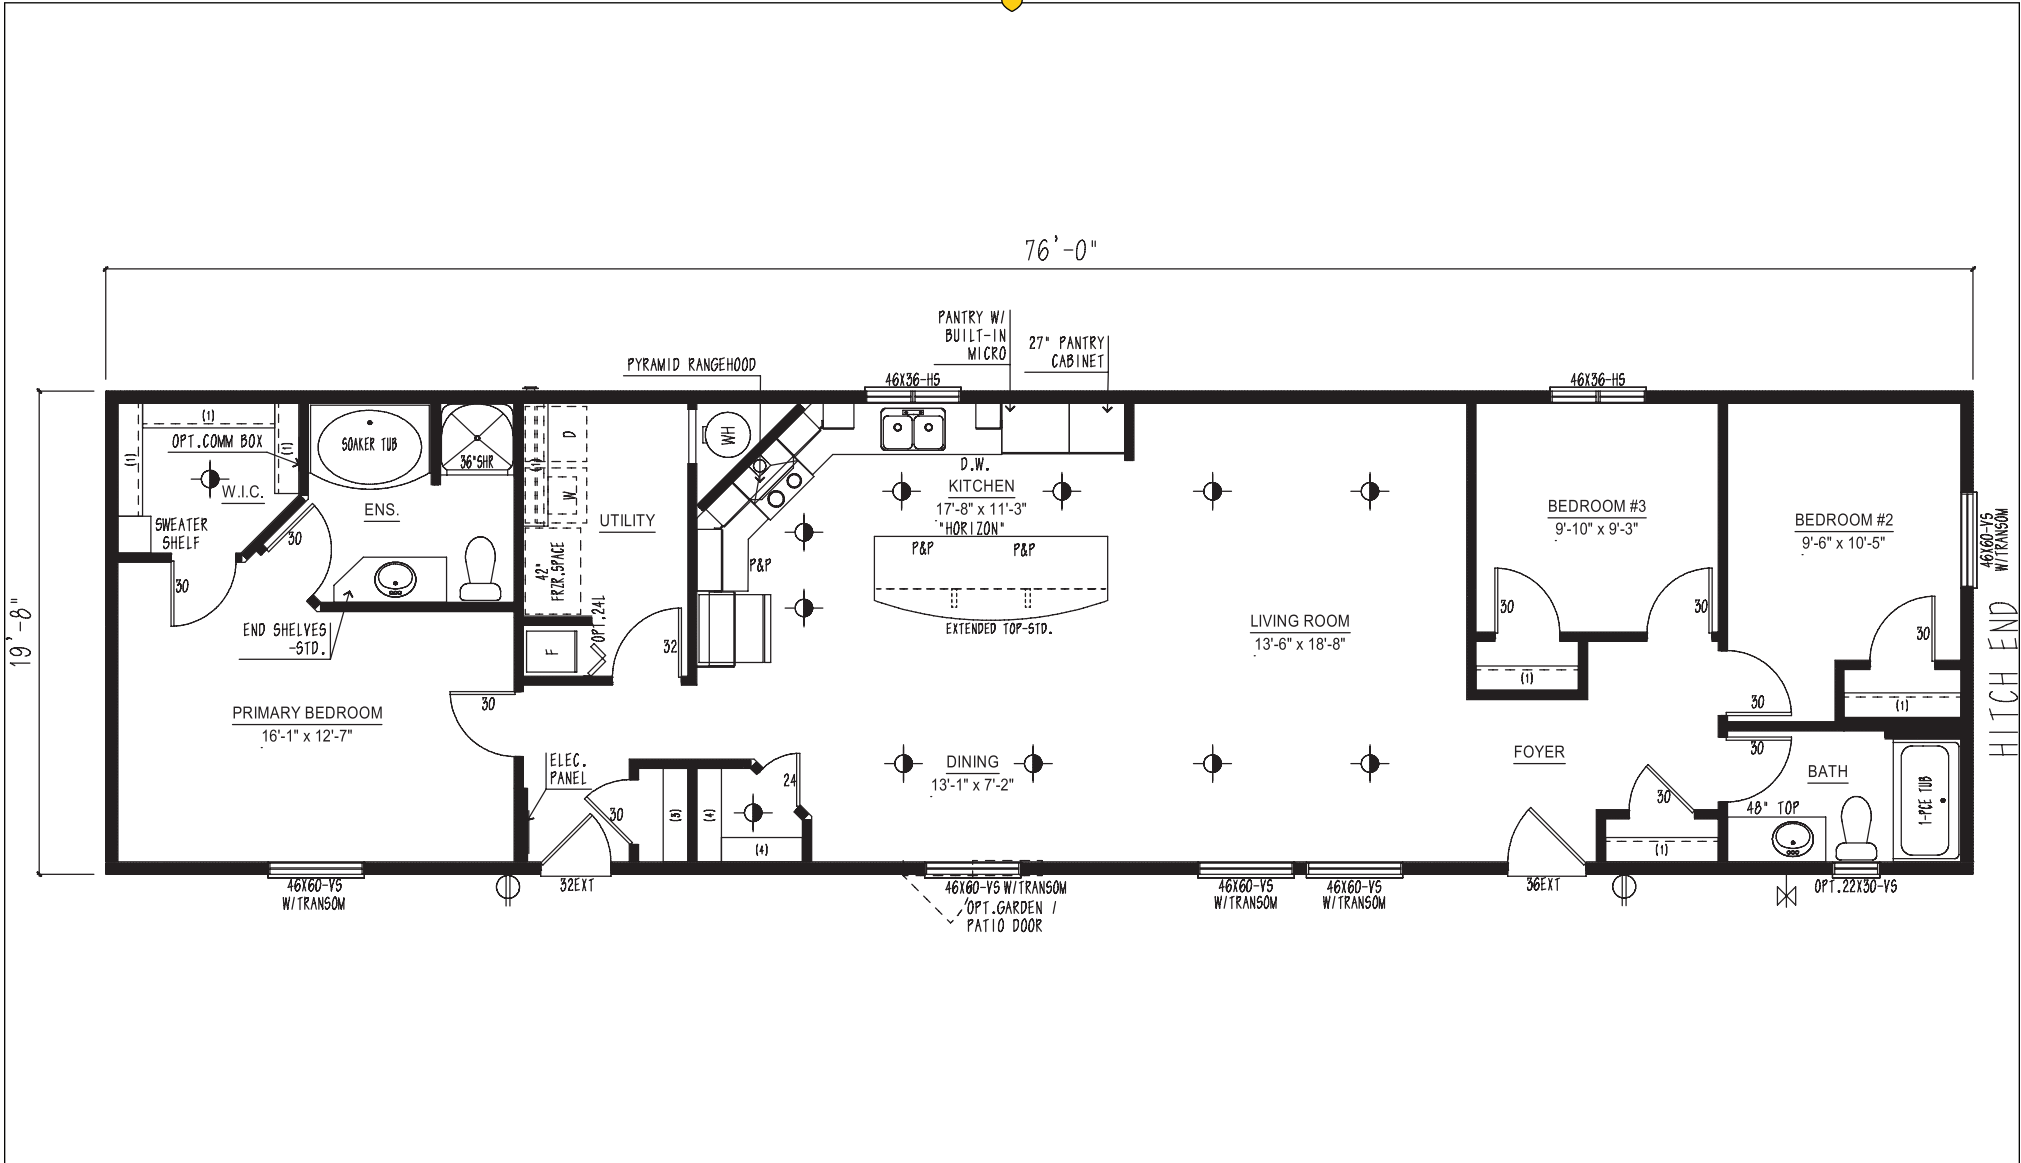 76'-0"
PANTRY W/
BUILT-IN
MICRO
27" PANTRY
CABINET
PYRAMID RANGEHOOD
46X36-HS
46X36-HS
19'-8"
(1)
(1)
(1)
OPT.COMM BOX
W.I.C.
SWEATER
SHELF
30
SOAKER TUB
36"SHR
ENS.
30
END SHELVES
-STD.
D
W
(1)
UTILITY
42"
FRZR.SPACE
OPT.24L
F
32
WH
D.W.
KITCHEN
17'-8" x 11'-3"
"HORIZON"
P&P
P&P
P&P
EXTENDED TOP-STD.
LIVING ROOM
13'-6" x 18'-8"
BEDROOM #3
9'-10" x 9'-3"
30
30
(1)
BEDROOM #2
9'-6" x 10'-5"
30
30
(1)
46X60-VS
W/TRANSOM
HITCH END
PRIMARY BEDROOM
16'-1" x 12'-7"
30
ELEC.
PANEL
30
(3)
(4)
(4)
24
DINING
13'-1" x 7'-2"
FOYER
30
(1)
30
BATH
48" TOP
1-PCE TUB
46X60-VS
W/TRANSOM
32EXT
46X60-VS W/TRANSOM
OPT.GARDEN /
PATIO DOOR
46X60-VS
W/TRANSOM
46X60-VS
W/TRANSOM
36EXT
OPT.22X30-VS